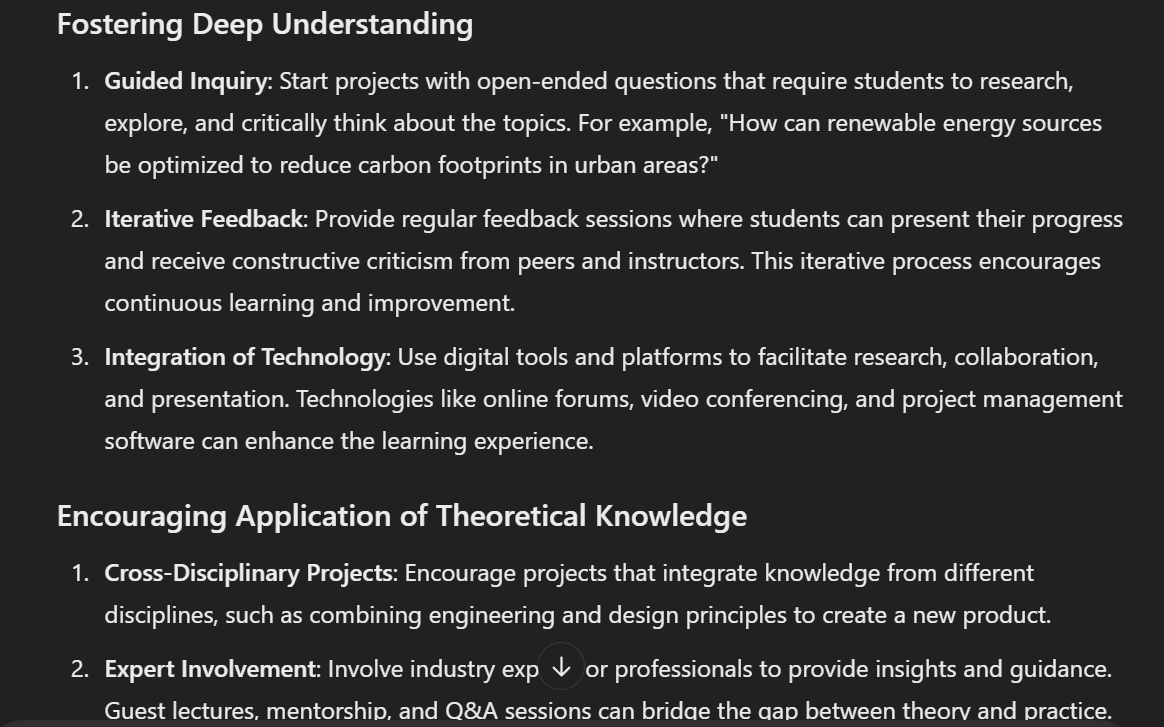 Fostering Deep Understanding
1. Guided Inquiry: Start projects with open-ended questions that require students to research,
explore, and critically think about the topics. For example, "How can renewable energy sources
be optimized to reduce carbon footprints in urban areas?"
2. Iterative Feedback: Provide regular feedback sessions where students can present their progress
and receive constructive criticism from peers and instructors. This iterative process encourages
continuous learning and improvement.
3. Integration of Technology: Use digital tools and platforms to facilitate research, collaboration,
and presentation. Technologies like online forums, video conferencing, and project management
software can enhance the learning experience.
Encouraging Application of Theoretical Knowledge
1. Cross-Disciplinary Projects: Encourage projects that integrate knowledge from different
disciplines, such as combining engineering and design principles to create a new product.
2. Expert Involvement: Involve industry exp or professionals to provide insights and guidance.
Guest lectures, mentorship, and Q&A sessions can bridge the gap between theory and practice.